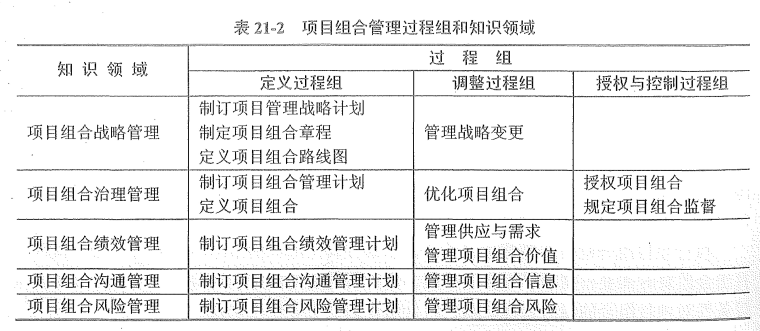 表 21-2 项目组合管理过程组和知识领域
知识领域
过程组
定义过程组 调整过程组 授权与控制过程组
项目组合战略管理
制订项目管理战略计划
制定项目组合章程
定义项目组合路线图
管理战略变更
项目组合治理管理
制订项目组合管理计划
定义项目组合
优化项目组合
授权项目组合
规定项目组合监督
项目组合绩效管理
制订项目组合绩效管理计划
管理供应与需求
管理项目组合价值
项目组合沟通管理 制订项目组合沟通管理计划 管理项目组合信息
项目组合风险管理 制订项目组合风险管理计划 管理项目组合风险